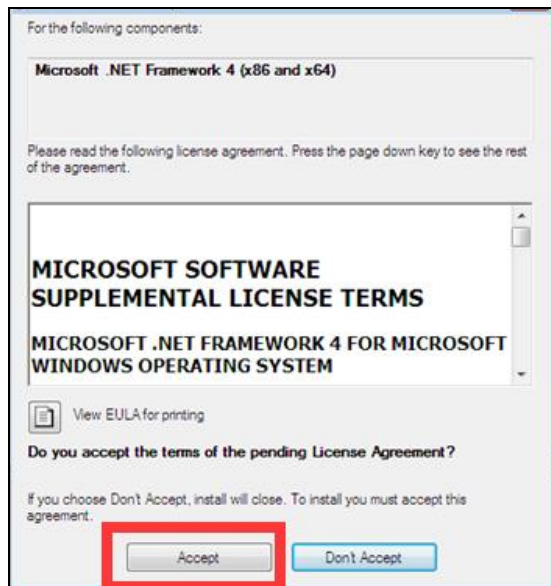 For the following components:
Microsoft .NET Framework 4 (x86 and x64)
Please read the following license agreement. Press the page down key to see the rest
of the agreement.
MICROSOFT SOFTWARE
SUPPLEMENTAL LICENSE TERMS
MICROSOFT .NET FRAMEWORK 4 FOR MICROSOFT
WINDOWS OPERATING SYSTEM
View EULA for printing
Do you accept the terms of the pending License Agreement?
If you choose Don't Accept, install will close. To install you must accept this
agreement.
Accept
Don't Accept